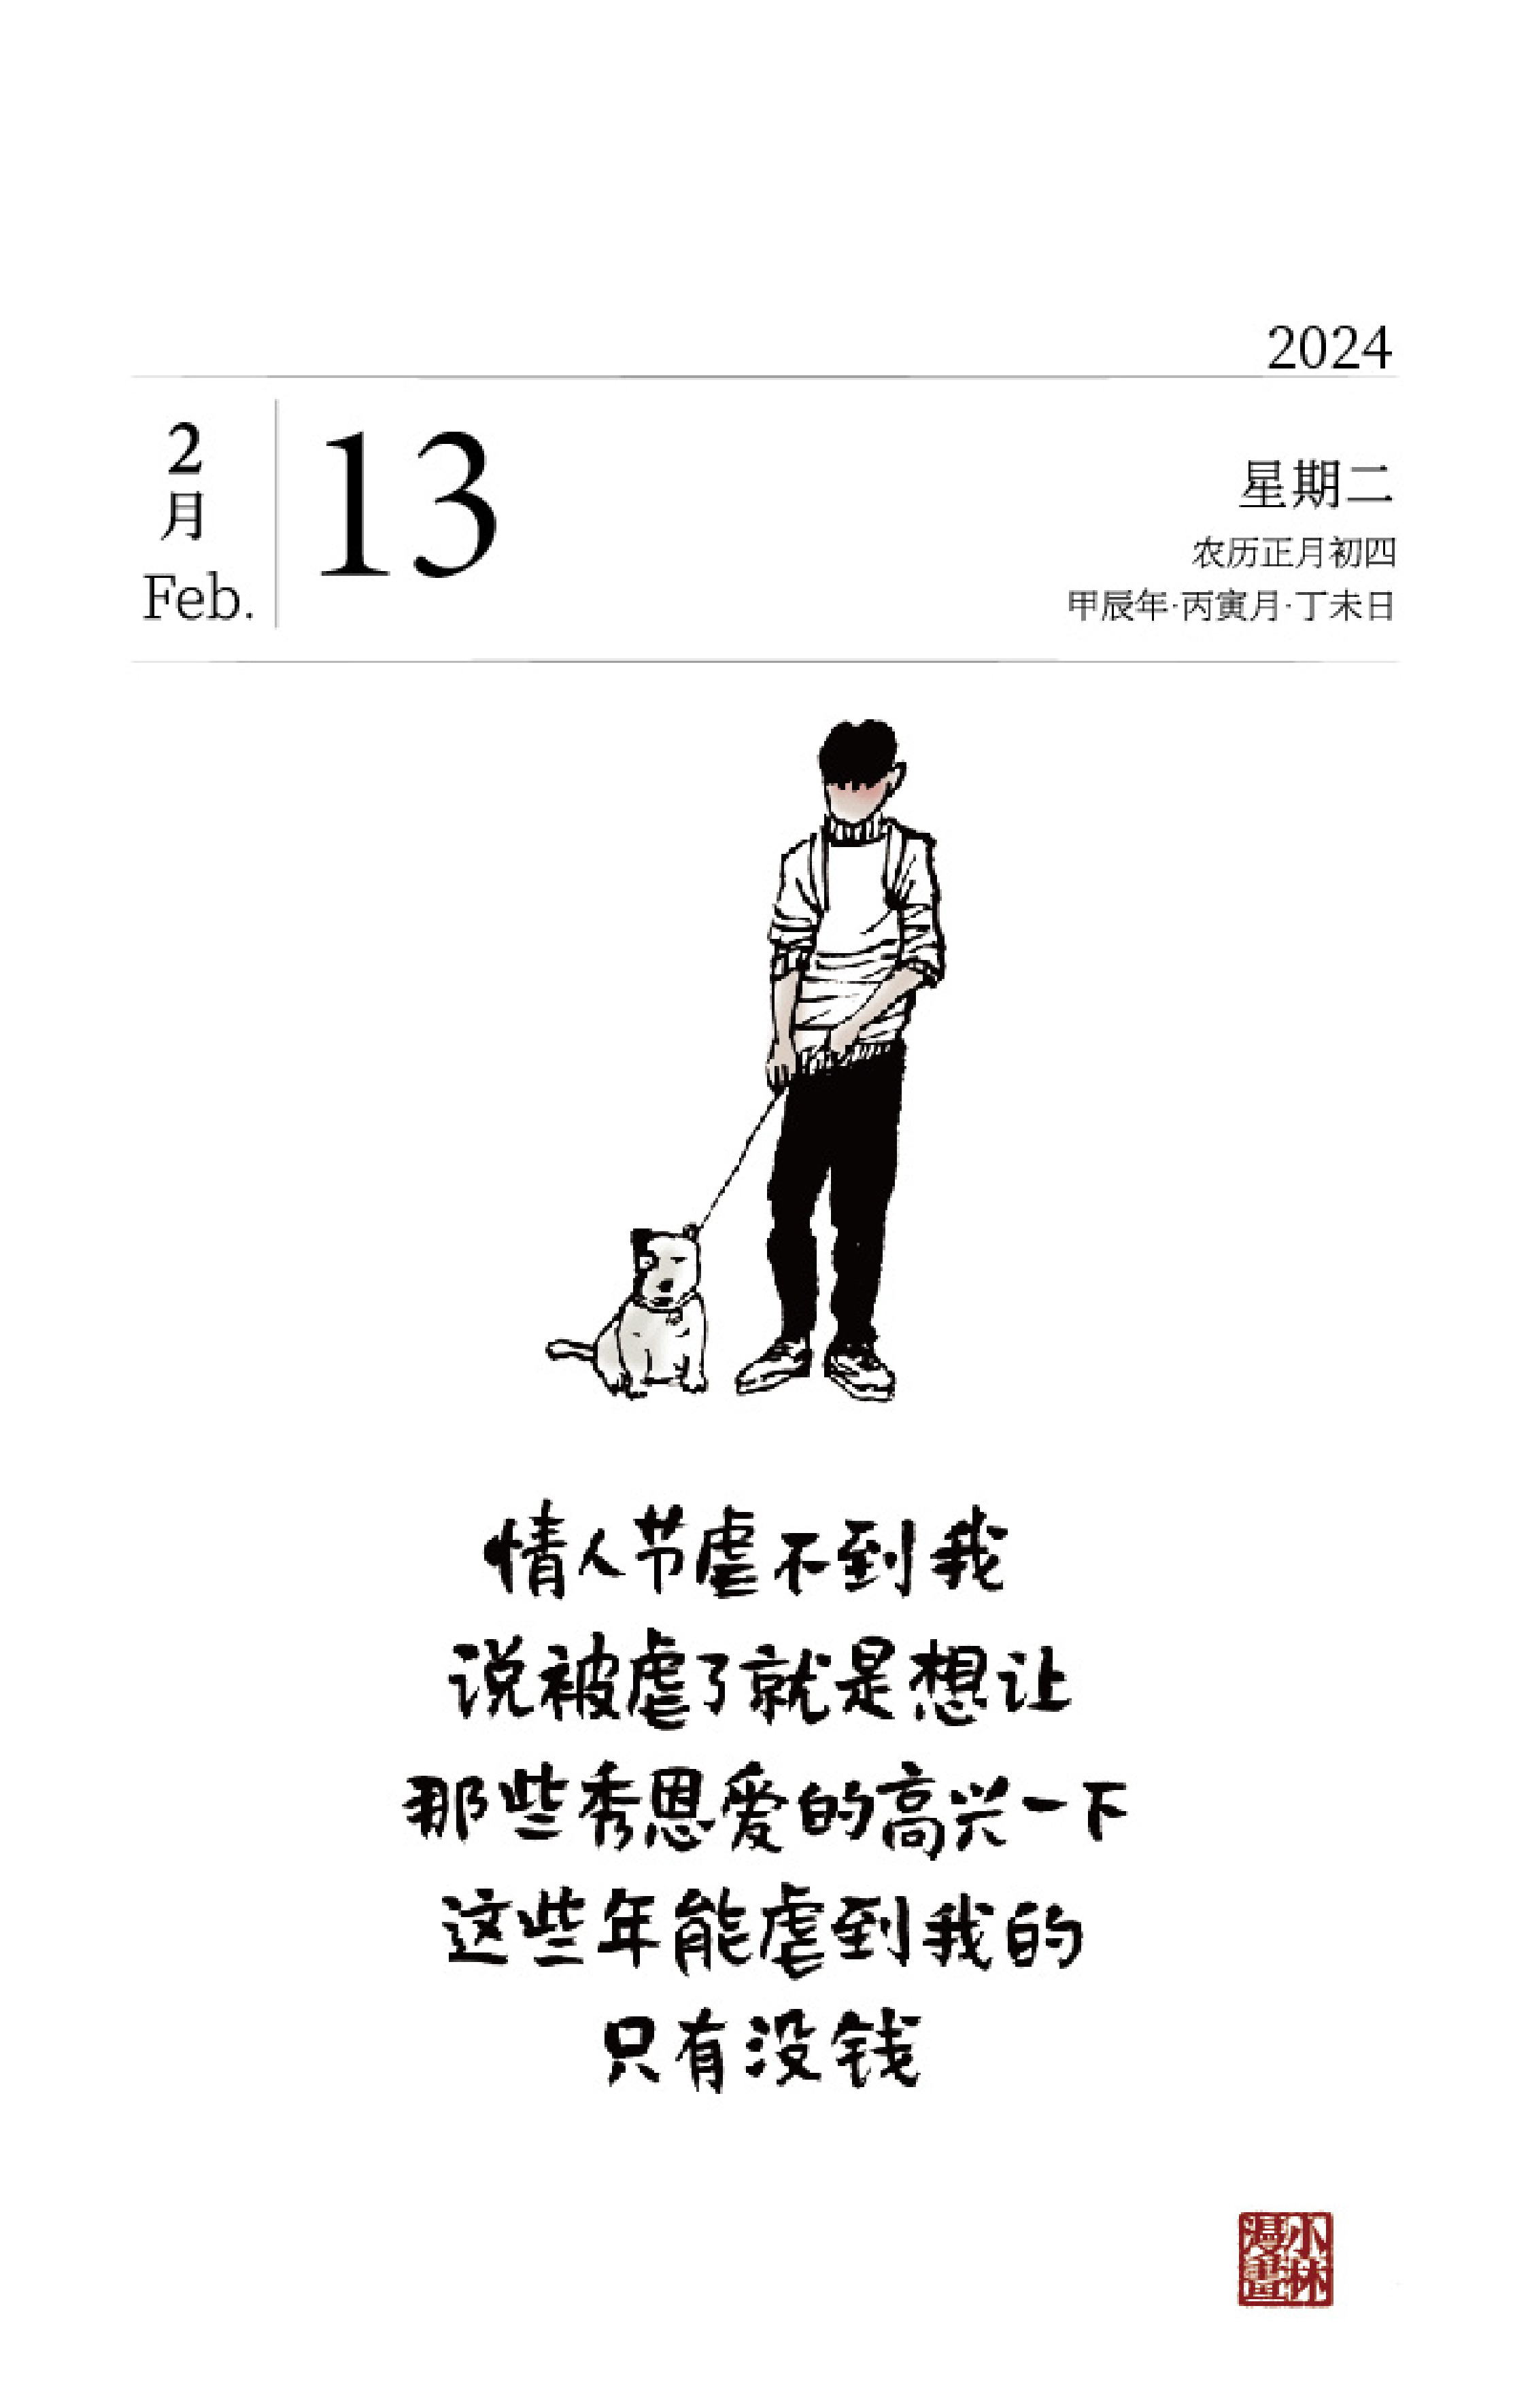 2024
2
月
Feb.
13
星期二
农历正月初四
甲辰年·丙寅月·丁未日
情人节虐不到我
说被虐了就是想让
那些秀恩爱的高兴一下
这些年能虐到我的
只有没钱
小林
漫畫